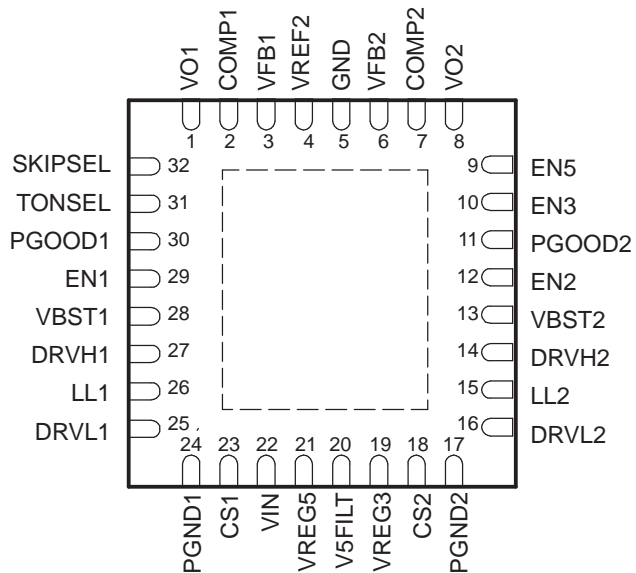 VO1
COMP1
VFB1
VREF2
GND
VFB2
COMP2
VO2
1
2
3
4
5
6
7
8
SKIPSEL 32
TONSEL 31
PGOOD1 30
EN1 29
VBST1 28
DRVH1 27
LL1 26
DRVL1 25
9 EN5
10 EN3
11 PGOOD2
12 EN2
13 VBST2
14 DRVH2
15 LL2
16 DRVL2
24
23
22
21
20
19
18
17
PGND1
CS1
VIN
VREG5
V5FILT
VREG3
CS2
PGND2